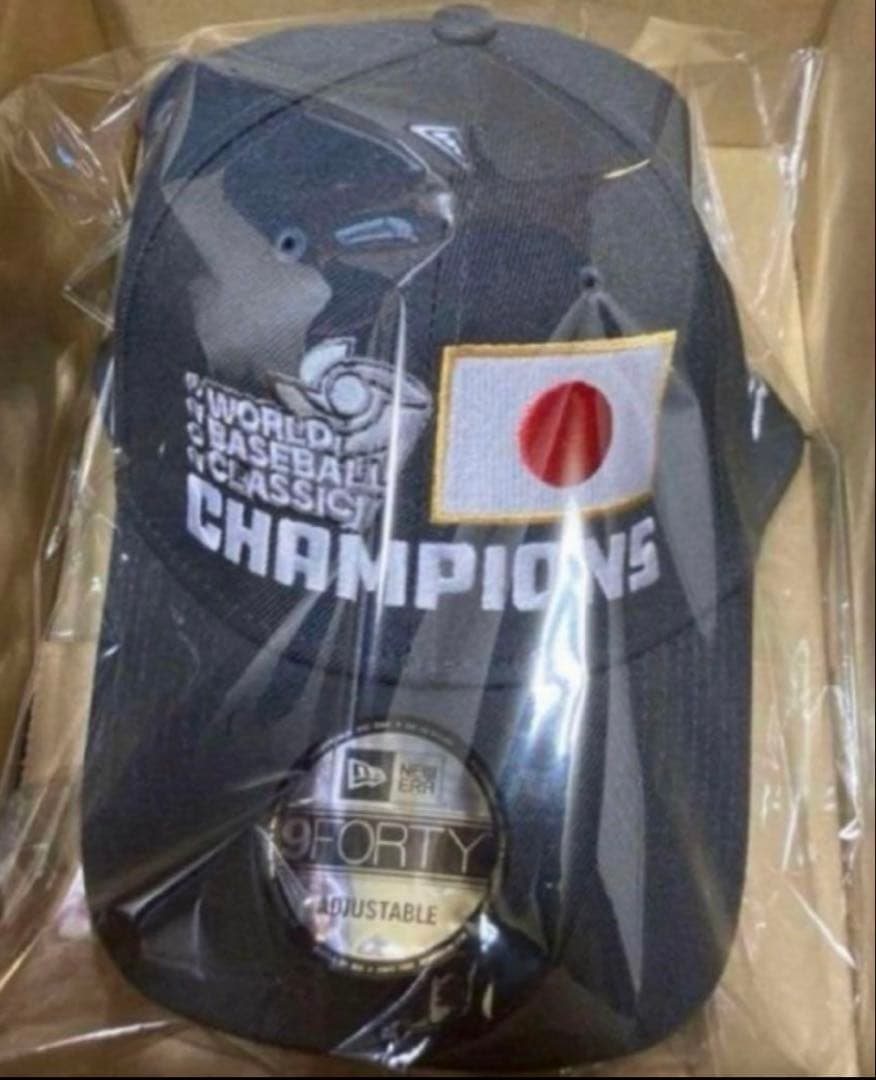 WORLD
BASEBALL
CLASSIC
CHAMPIONS
NEW
ERA
9FORTY
ADJUSTABLE